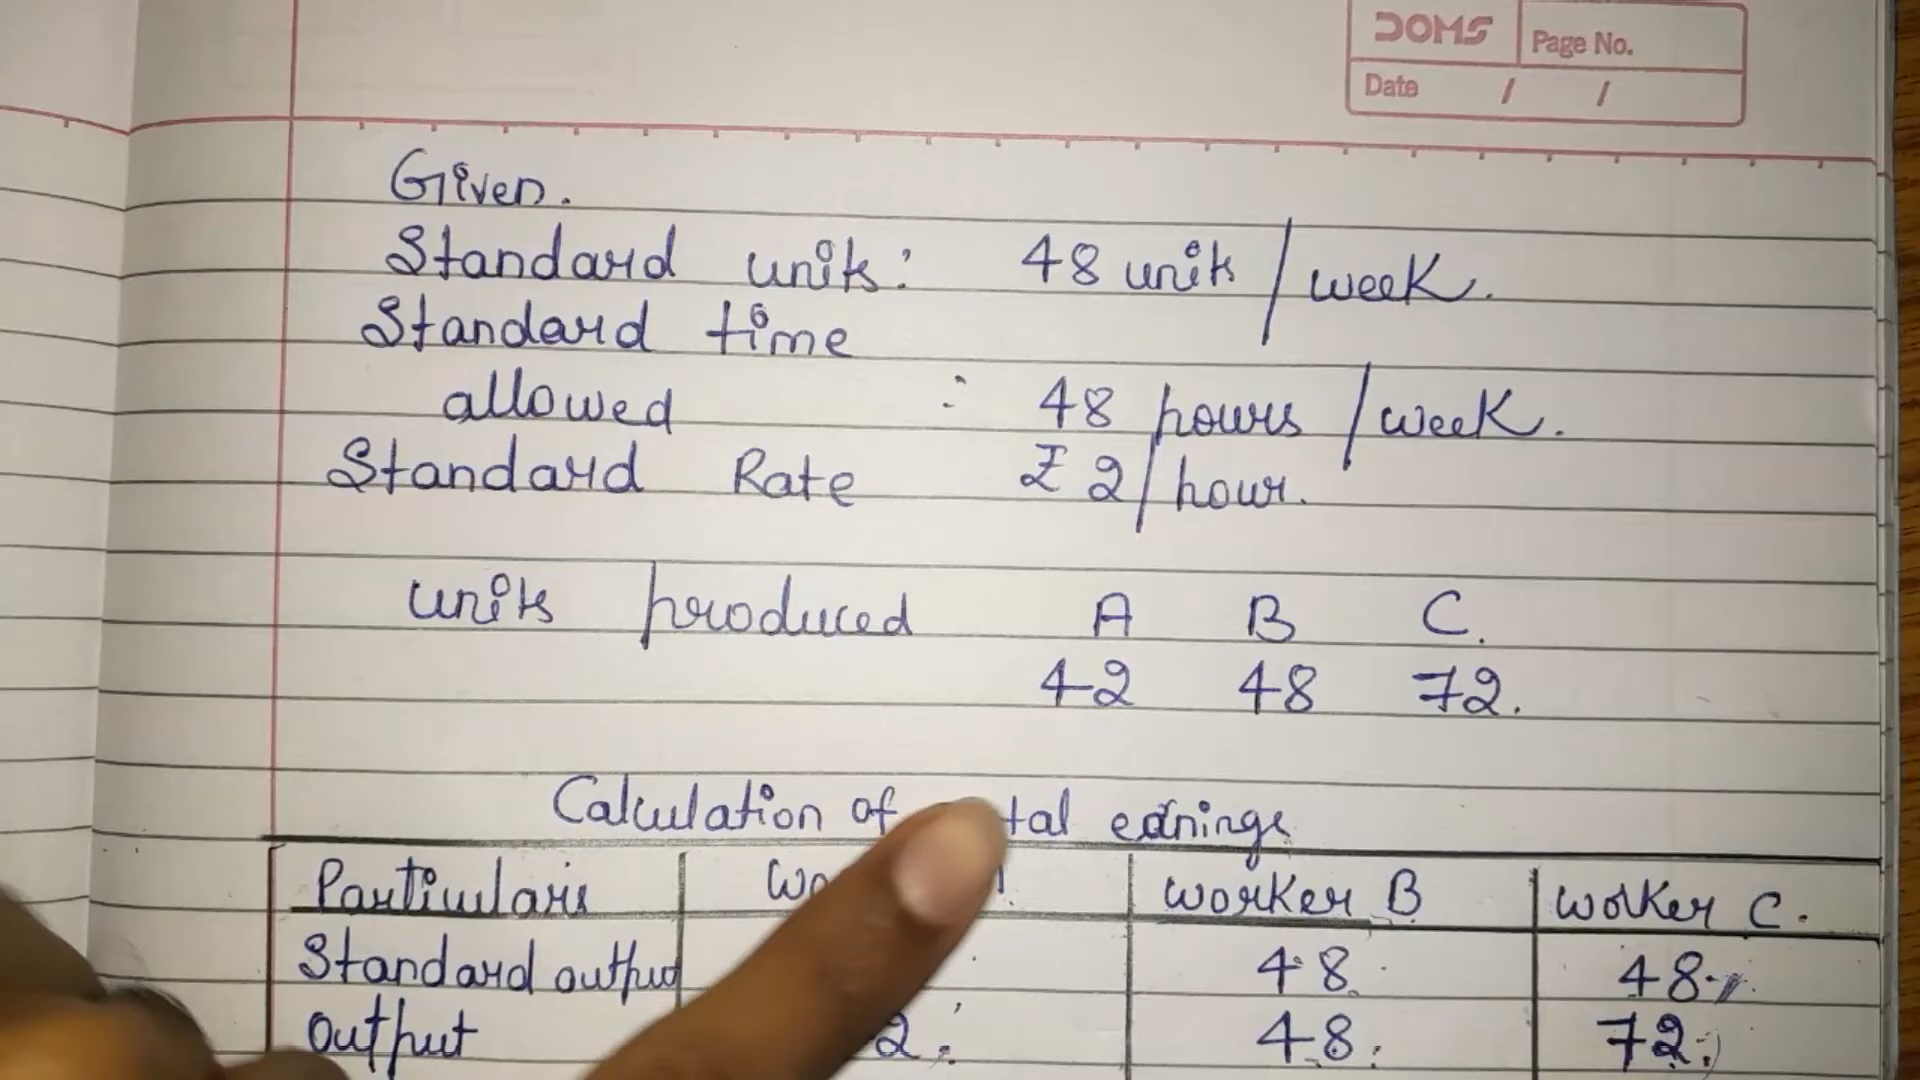 DOMS Page No.
Date / /
Given.
Standard units: 48 units / week.
Standard time
allowed : 48 hours / week.
Standard Rate ₹ 2 / hour.
units produced A B C.
42 48 72.
Calculation of earnings
Particulars worker B worker C.
Standard output 48. 48.
output 48. 72.